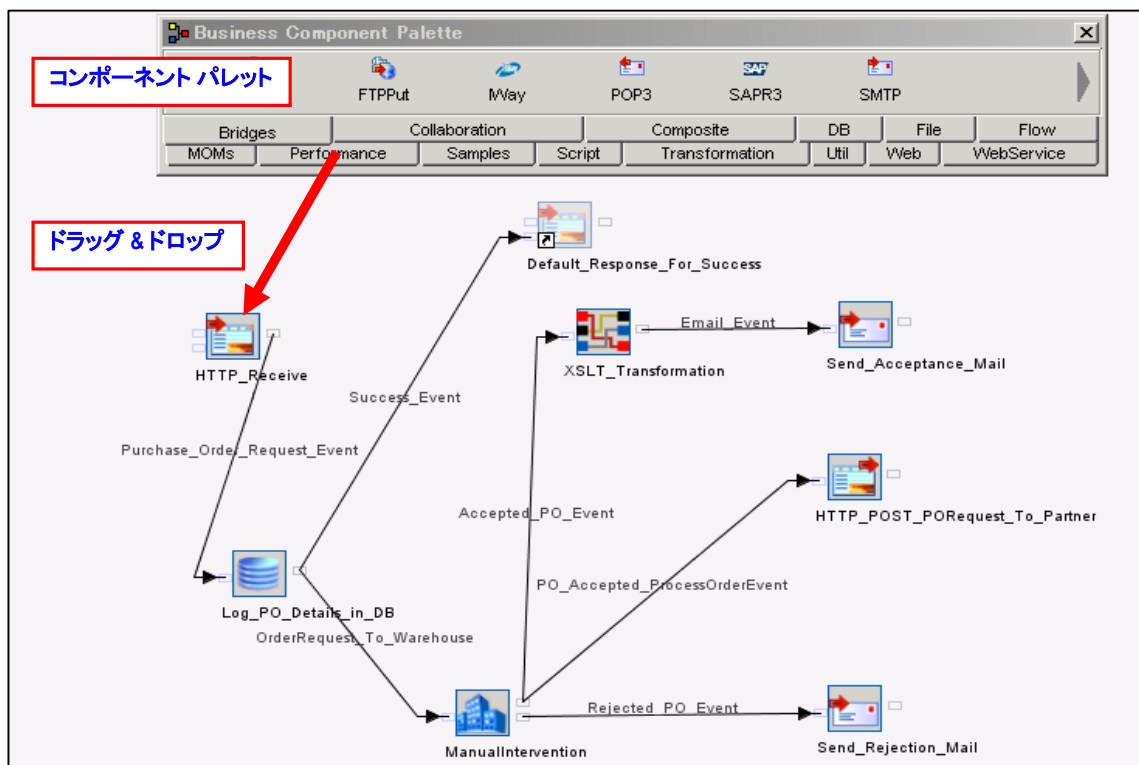 Business Component Palette
コンポーネント パレット
FTPPut
iWay
POP3
SAP
SAPR3
SMTP
Bridges
Collaboration
Composite
DB
File
Flow
MOMs
Performance
Samples
Script
Transformation
Util
Web
WebService
ドラッグ &ドロップ
Default_Response_For_Success
HTTP_Receive
Email_Event
XSLT_Transformation
Send_Acceptance_Mail
Success_Event
Purchase_Order_Request_Event
Accepted_PO_Event
HTTP_POST_PORequest_To_Partner
PO_Accepted_ProcessOrderEvent
Log_PO_Details_in_DB
OrderRequest_To_Warehouse
Rejected_PO_Event
ManualIntervention
Send_Rejection_Mail